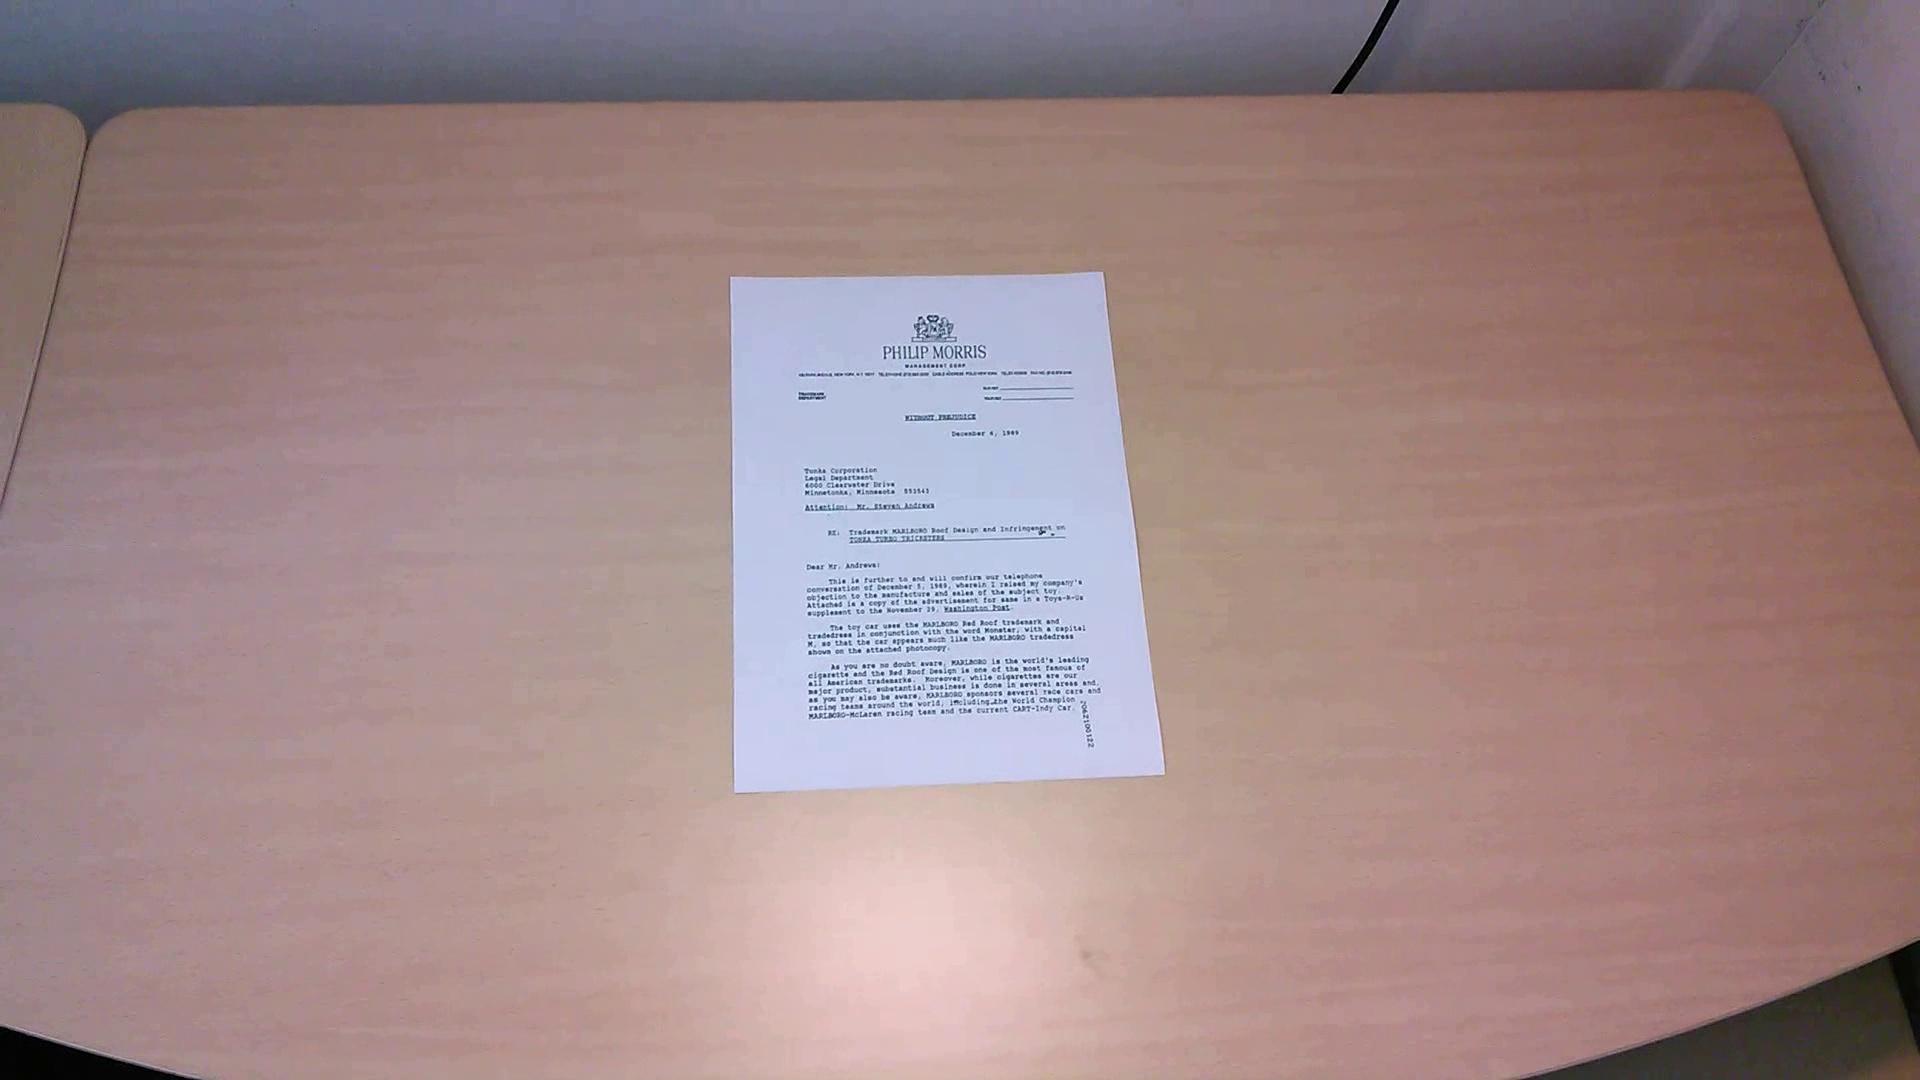 PHILIP MORRIS
MANAGEMENT CORP
TRADEMARK
DEPARTMENT
WITHOUT PREJUDICE
December 6, 1989
Tonka Corporation
Legal Department
6000 Clearwater Drive
Minnetonka, Minnesota 553543
Attention: Mr. Steven Andrews
RE: Trademark MARLBORO Roof Design and Infringement on
TONKA TURBO TRICKSTERS
Dear Mr. Andrews:
This is further to and will confirm our telephone
conversation of December 5, 1989, wherein I raised my company's
objection to the manufacture and sales of the subject toy.
Attached is a copy of the advertisement for same in a Toys-R-Us
supplement to the November 29, Washington Post.
The toy car uses the MARLBORO Red Roof trademark and
tradedress in conjunction with the word Monster, with a capital
M, so that the car appears much like the MARLBORO tradedress
shown on the attached photocopy.
As you are no doubt aware, MARLBORO is the world's leading
cigarette and the Red Roof Design is one of the most famous of
all American trademarks. Moreover, while cigarettes are our
major product, substantial business is done in several areas and,
as you may also be aware, MARLBORO sponsors several race cars and
racing teams around the world, including the World Champion
MARLBORO-McLaren racing team and the current CART-Indy Car.
2062100122